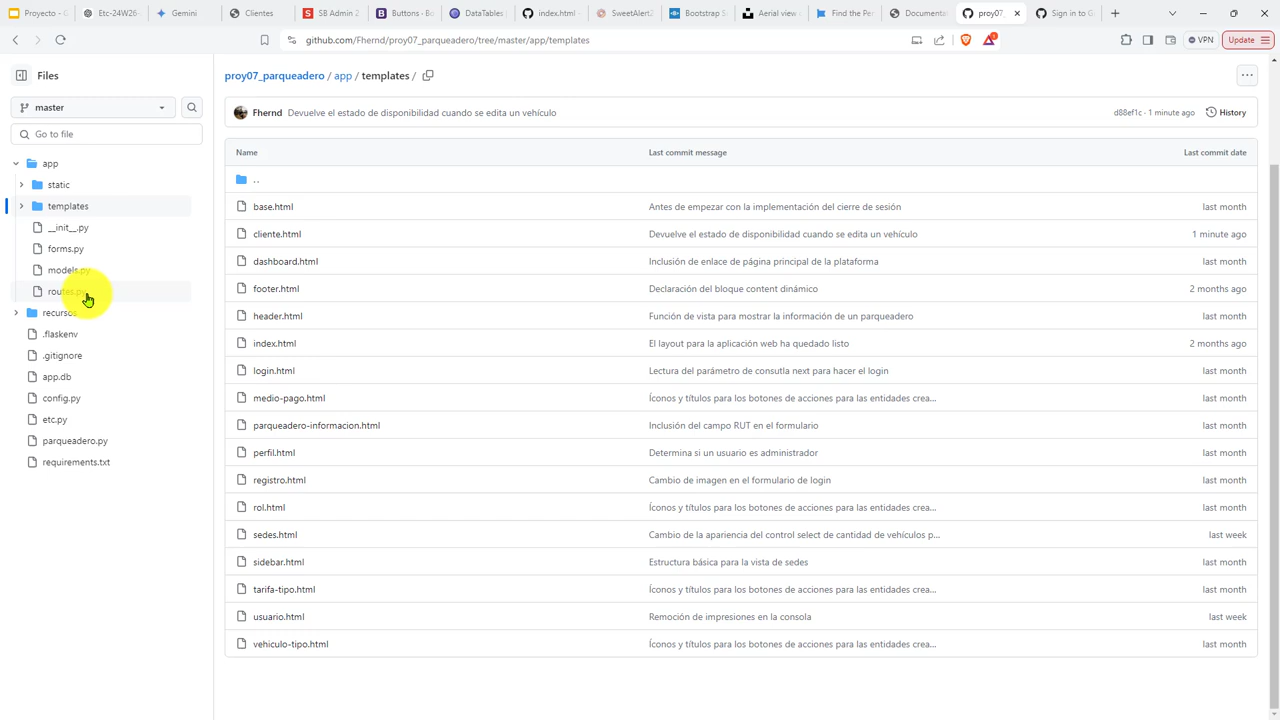 Proyecto - G
Etc-24W26-
Gemini
Clientes
SB Admin 2
Buttons - Bo
DataTables
index.html -
SweetAlert2
Bootstrap S
Aerial view o
Find the Per
Documenta
proy07_
Sign in to G
github.com/Fhernd/proy07_parqueadero/tree/master/app/templates
VPN
Update
Files
master
Go to file
app
static
templates
__init__.py
forms.py
models.py
routes.py
recursos
.flaskenv
.gitignore
app.db
config.py
etc.py
parqueadero.py
requirements.txt
proy07_parqueadero / app / templates /
Fhernd Devuelve el estado de disponibilidad cuando se edita un vehículo d88ef1c · 1 minute ago History
Name Last commit message Last commit date
..
base.html Antes de empezar con la implementación del cierre de sesión last month
cliente.html Devuelve el estado de disponibilidad cuando se edita un vehículo 1 minute ago
dashboard.html Inclusión de enlace de página principal de la plataforma last month
footer.html Declaración del bloque content dinámico 2 months ago
header.html Función de vista para mostrar la información de un parqueadero last month
index.html El layout para la aplicación web ha quedado listo 2 months ago
login.html Lectura del parámetro de consutla next para hacer el login last month
medio-pago.html Íconos y títulos para los botones de acciones para las entidades crea... last month
parqueadero-informacion.html Inclusión del campo RUT en el formulario last month
perfil.html Determina si un usuario es administrador last month
registro.html Cambio de imagen en el formulario de login last month
rol.html Íconos y títulos para los botones de acciones para las entidades crea... last month
sedes.html Cambio de la apariencia del control select de cantidad de vehículos p... last week
sidebar.html Estructura básica para la vista de sedes last month
tarifa-tipo.html Íconos y títulos para los botones de acciones para las entidades crea... last month
usuario.html Remoción de impresiones en la consola last week
vehiculo-tipo.html Íconos y títulos para los botones de acciones para las entidades crea... last month